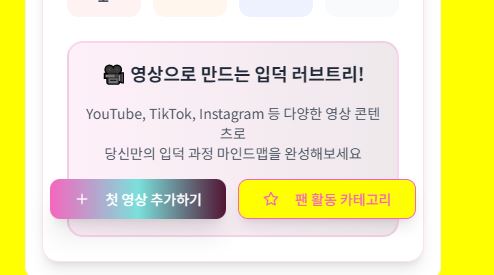 🎥 영상으로 만드는 입덕 러브트리!
YouTube, TikTok, Instagram 등 다양한 영상 콘텐
츠로
당신만의 입덕 과정 마인드맵을 완성해보세요
+ 첫 영상 추가하기
☆ 팬 활동 카테고리